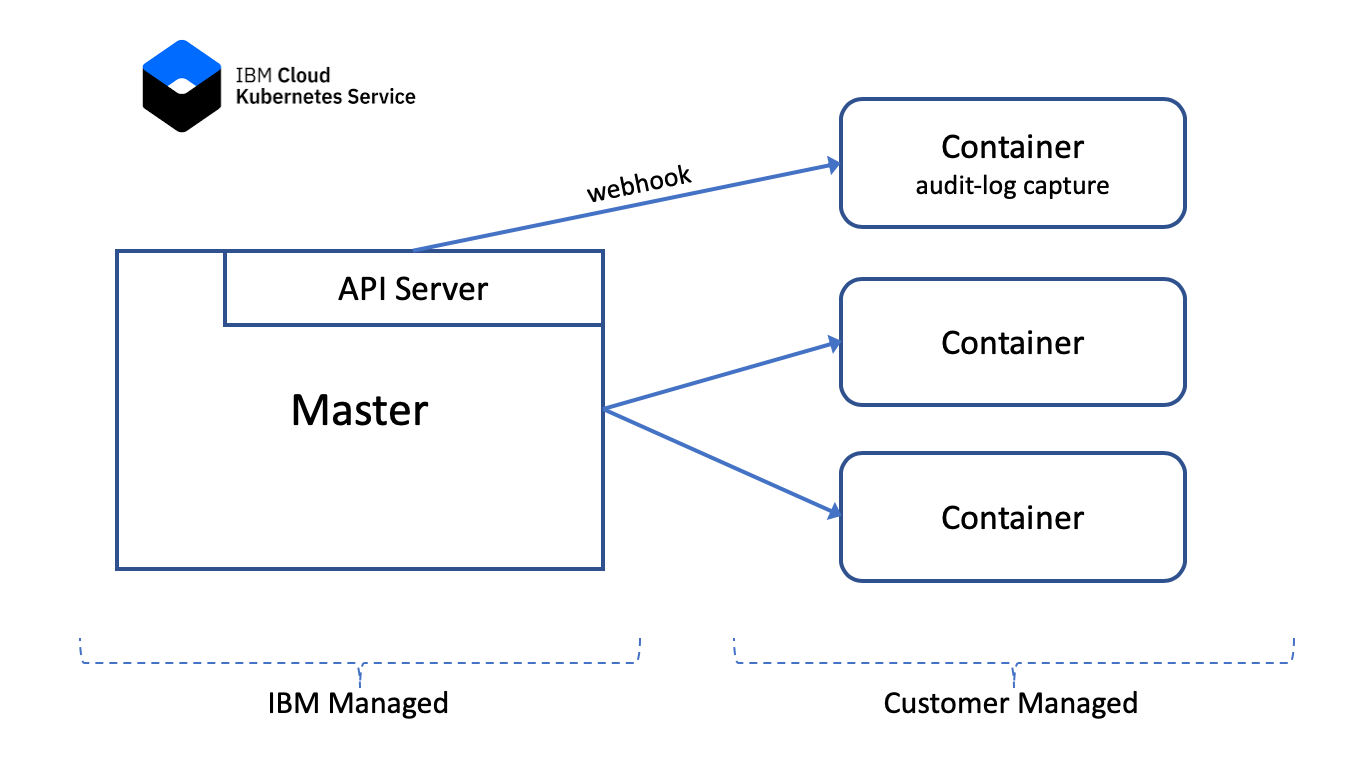 IBM Cloud
Kubernetes Service
webhook
Container
audit-log capture
API Server
Master
Container
Container
IBM Managed
Customer Managed